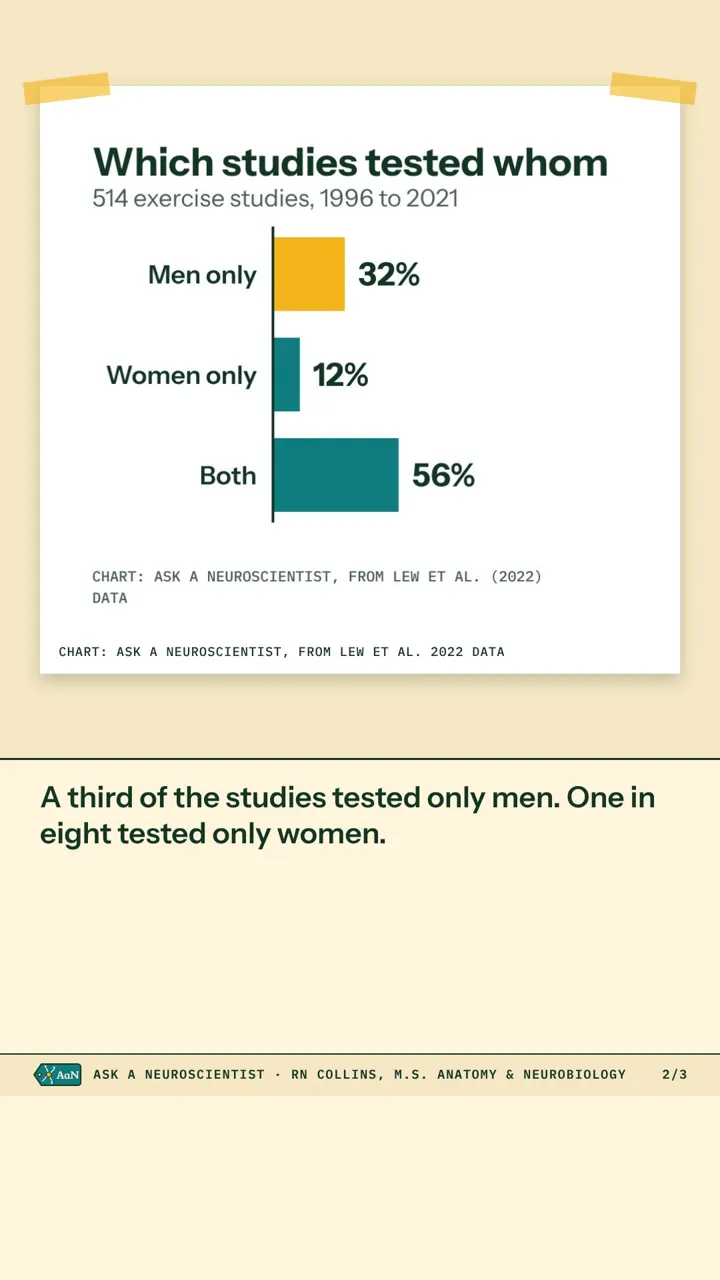 Which studies tested whom
514 exercise studies, 1996 to 2021
Men only 32%
Women only 12%
Both 56%
CHART: ASK A NEUROSCIENTIST, FROM LEW ET AL. (2022)
DATA
CHART: ASK A NEUROSCIENTIST, FROM LEW ET AL. 2022 DATA
A third of the studies tested only men. One in
eight tested only women.
AaN ASK A NEUROSCIENTIST · RN COLLINS, M.S. ANATOMY & NEUROBIOLOGY 2/3